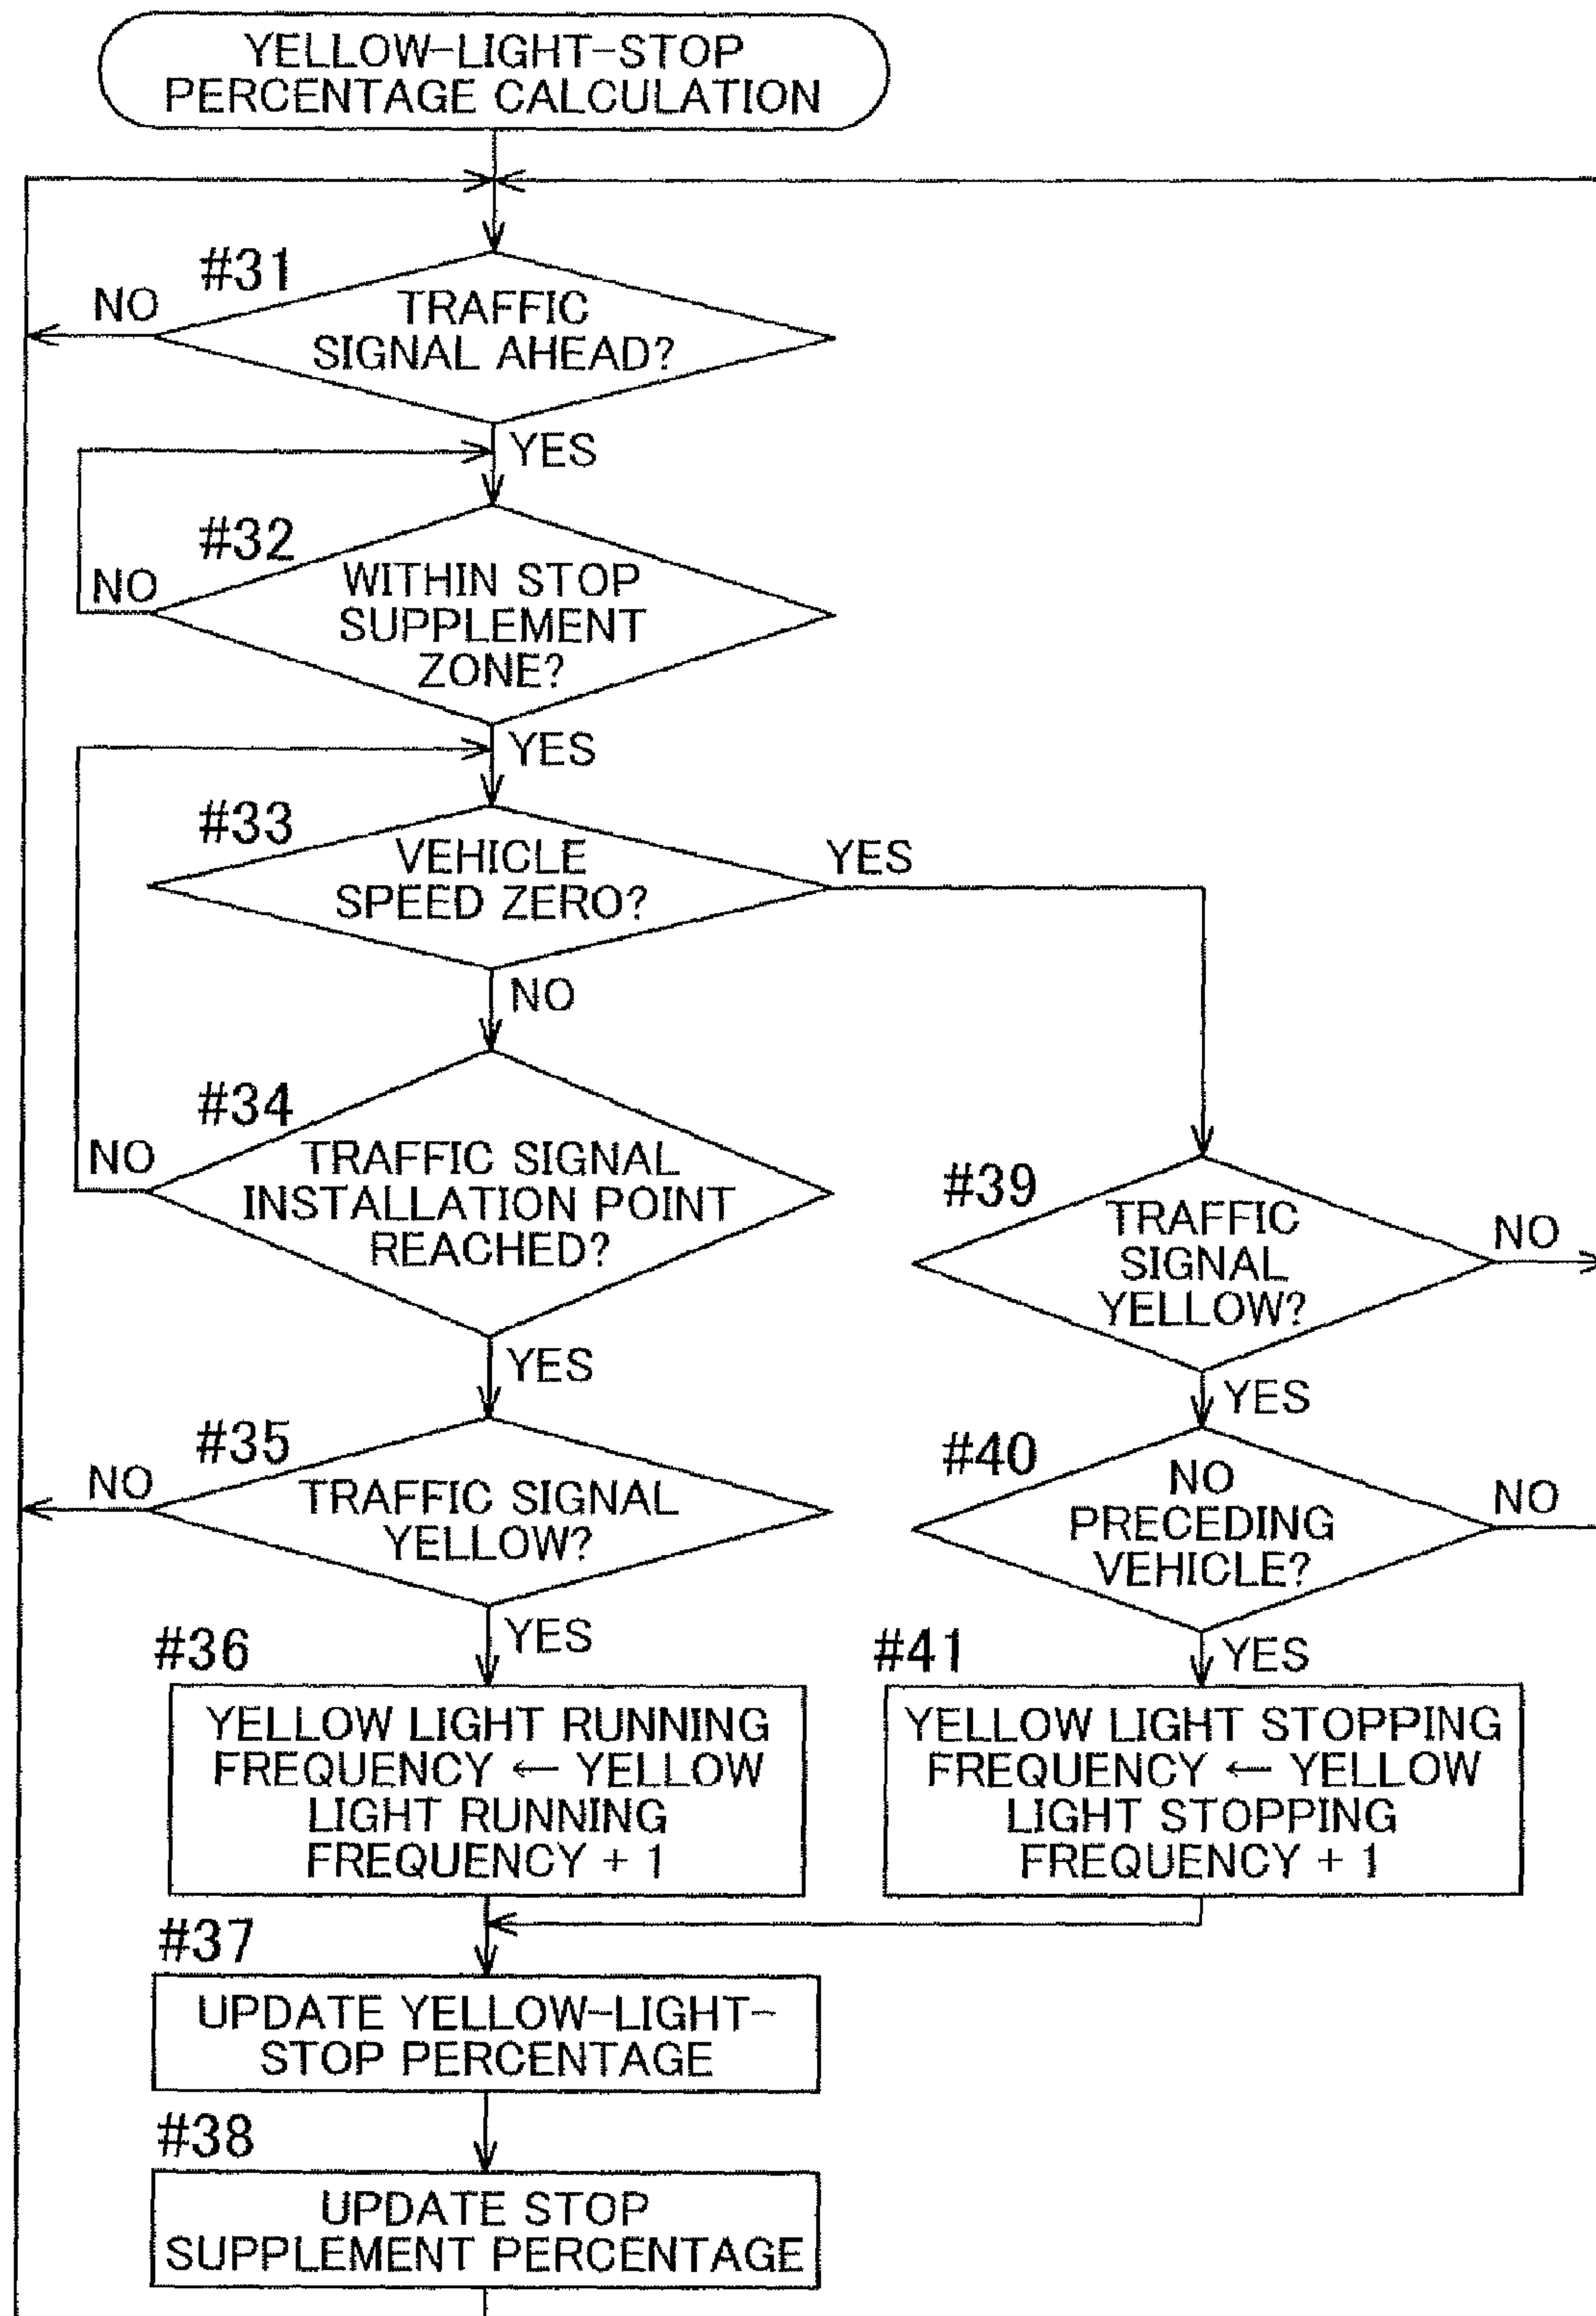 YELLOW-LIGHT-STOP
PERCENTAGE CALCULATION
#31
NO
TRAFFIC
SIGNAL AHEAD?
YES
#32
NO
WITHIN STOP
SUPPLEMENT
ZONE?
YES
#33
VEHICLE
SPEED ZERO?
YES
NO
#34
NO
TRAFFIC SIGNAL
INSTALLATION POINT
REACHED?
YES
#39
TRAFFIC
SIGNAL
YELLOW?
NO
YES
#35
NO
TRAFFIC SIGNAL
YELLOW?
YES
#40
NO
PRECEDING
VEHICLE?
NO
YES
#36
YELLOW LIGHT RUNNING
FREQUENCY ← YELLOW
LIGHT RUNNING
FREQUENCY + 1
#41
YELLOW LIGHT STOPPING
FREQUENCY ← YELLOW
LIGHT STOPPING
FREQUENCY + 1
#37
UPDATE YELLOW-LIGHT-
STOP PERCENTAGE
#38
UPDATE STOP
SUPPLEMENT PERCENTAGE